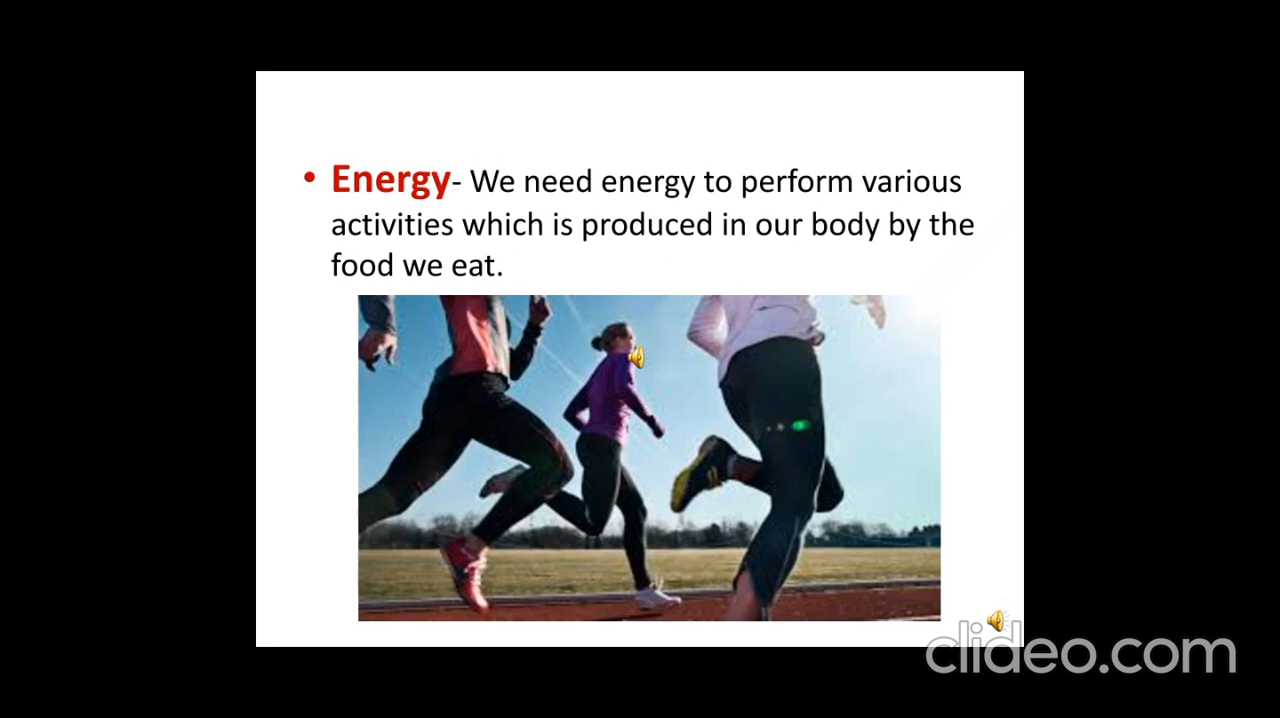 • Energy- We need energy to perform various
activities which is produced in our body by the
food we eat.
clideo.com